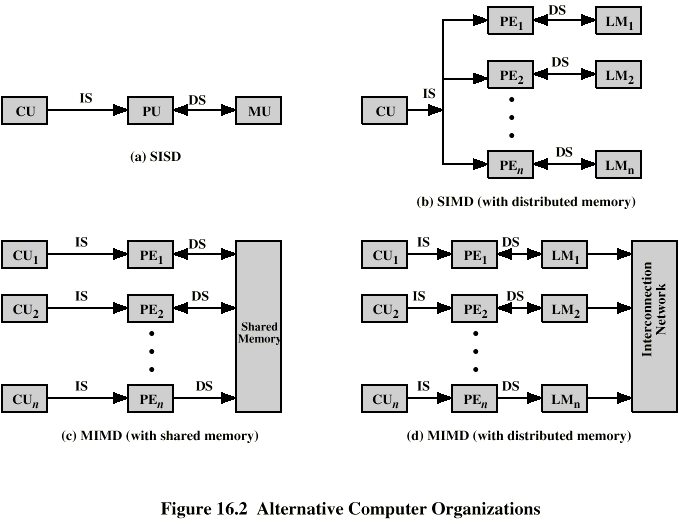 CU IS PU DS MU
(a) SISD
CU IS
PE1 DS LM1
PE2 DS LM2
PEn DS LMn
(b) SIMD (with distributed memory)
CU1 IS PE1 DS
CU2 IS PE2 DS
CUn IS PEn DS
Shared
Memory
(c) MIMD (with shared memory)
CU1 IS PE1 DS LM1
CU2 IS PE2 DS LM2
CUn IS PEn DS LMn
Interconnection
Network
(d) MIMD (with distributed memory)
Figure 16.2 Alternative Computer Organizations